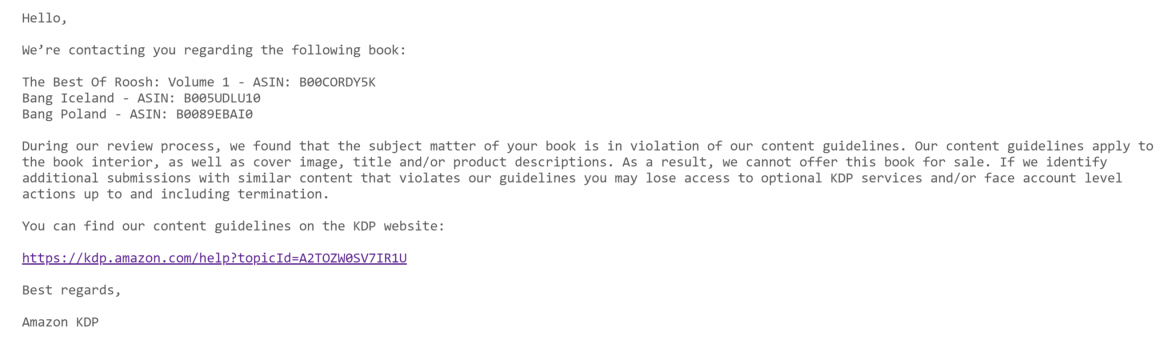 Hello,
We’re contacting you regarding the following book:
The Best Of Roosh: Volume 1 - ASIN: B00CORDY5K
Bang Iceland - ASIN: B005UDLU10
Bang Poland - ASIN: B0089EBAI0
During our review process, we found that the subject matter of your book is in violation of our content guidelines. Our content guidelines apply to
the book interior, as well as cover image, title and/or product descriptions. As a result, we cannot offer this book for sale. If we identify
additional submissions with similar content that violates our guidelines you may lose access to optional KDP services and/or face account level
actions up to and including termination.
You can find our content guidelines on the KDP website:
https://kdp.amazon.com/help?topicId=A2TOZW0SV7IR1U
Best regards,
Amazon KDP